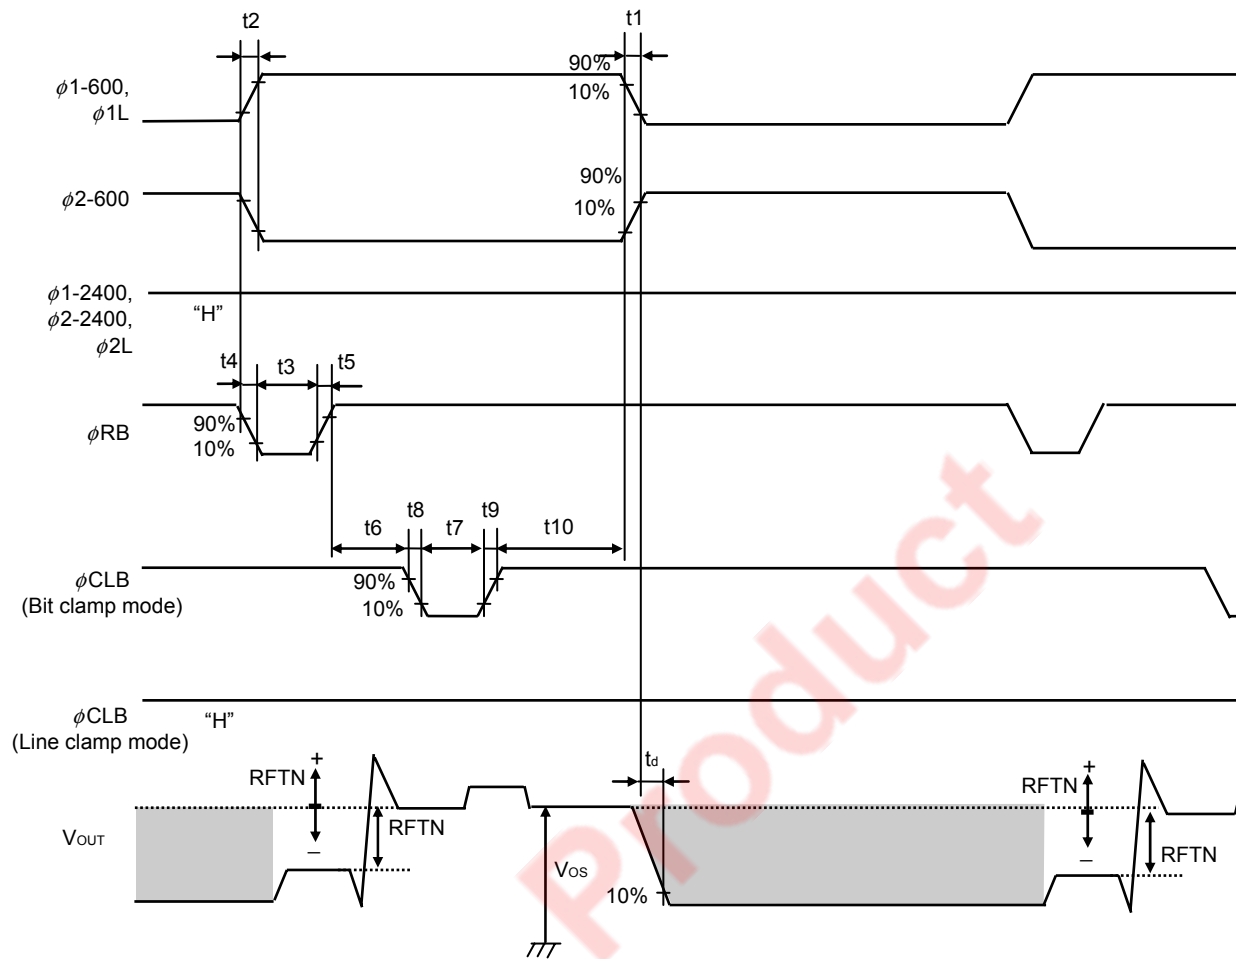 t2
t1
ϕ1-600,
ϕ1L
90%
10%
ϕ2-600
90%
10%
ϕ1-2400,
ϕ2-2400,
ϕ2L
“H”
t4
t3
t5
ϕRB
90%
10%
t6
t8
t7
t9
t10
ϕCLB
(Bit clamp mode)
90%
10%
ϕCLB
(Line clamp mode)
“H”
VOUT
RFTN
+
−
RFTN
VOS
td
10%
RFTN
+
−
RFTN
Product